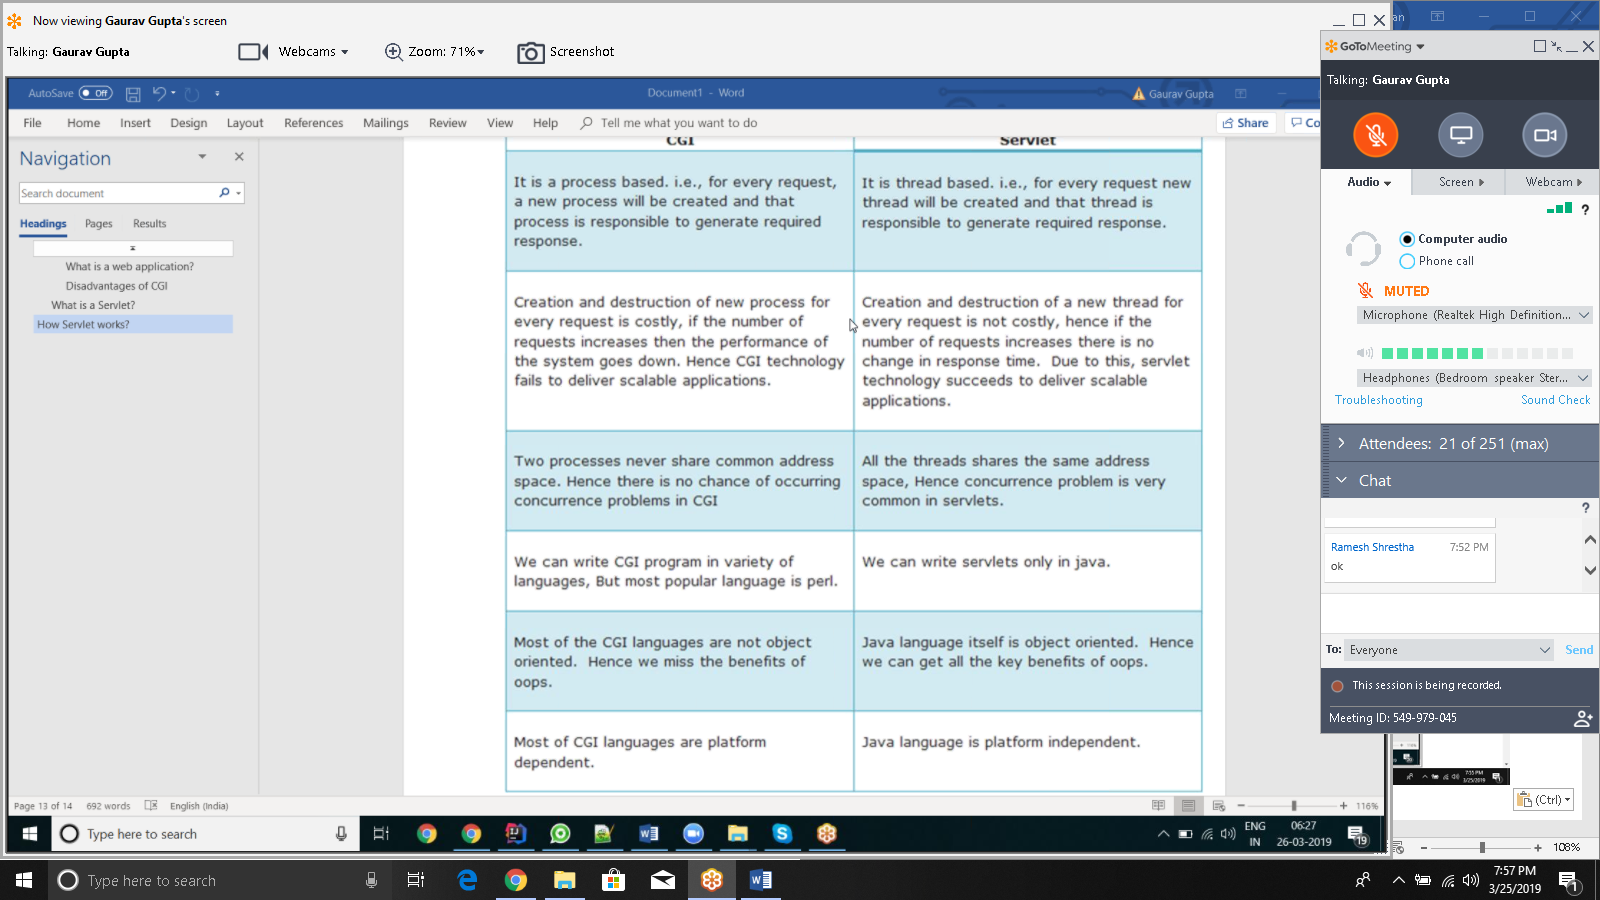 Now viewing Gaurav Gupta's screen
Talking: Gaurav Gupta
Webcams
Zoom: 71%
Screenshot
AutoSave Off
Document1 - Word
Gaurav Gupta
File Home Insert Design Layout References Mailings Review View Help Tell me what you want to do
Share
Co
Navigation
Search document
Headings Pages Results
What is a web application?
Disadvantages of CGI
What is a Servlet?
How Servlet works?
CGI
Servlet
It is a process based. i.e., for every request,
a new process will be created and that
process is responsible to generate required
response.
It is thread based. i.e., for every request new
thread will be created and that thread is
responsible to generate required response.
Creation and destruction of new process for
every request is costly, if the number of
requests increases then the performance of
the system goes down. Hence CGI technology
fails to deliver scalable applications.
Creation and destruction of a new thread for
every request is not costly, hence if the
number of requests increases there is no
change in response time. Due to this, servlet
technology succeeds to deliver scalable
applications.
Two processes never share common address
space. Hence there is no chance of occurring
concurrence problems in CGI
All the threads shares the same address
space, Hence concurrence problem is very
common in servlets.
We can write CGI program in variety of
languages, But most popular language is perl.
We can write servlets only in java.
Most of the CGI languages are not object
oriented. Hence we miss the benefits of
oops.
Java language itself is object oriented. Hence
we can get all the key benefits of oops.
Most of CGI languages are platform
dependent.
Java language is platform independent.
Page 13 of 14 692 words English (India)
116%
Type here to search
ENG
IN
06:27
26-03-2019
19
an
GoToMeeting
Talking: Gaurav Gupta
Audio Screen Webcam
?
Computer audio
Phone call
MUTED
Microphone (Realtek High Definition...
Headphones (Bedroom speaker Ster...
Troubleshooting Sound Check
Attendees: 21 of 251 (max)
Chat
?
Ramesh Shrestha 7:52 PM
ok
To: Everyone Send
This session is being recorded.
Meeting ID: 549-979-045
7:55 PM
3/25/2019
(Ctrl)
108%
Type here to search
7:57 PM
3/25/2019
1